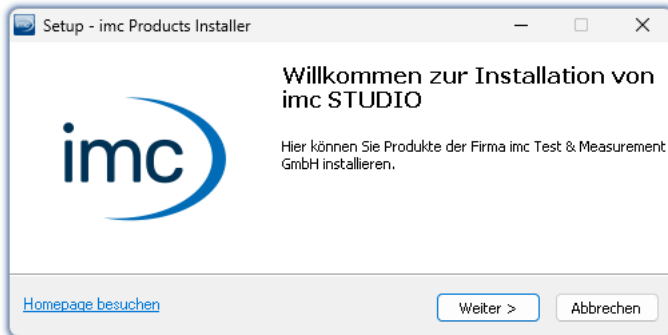 Setup - imc Products Installer
imc
Willkommen zur Installation von
imc STUDIO
Hier können Sie Produkte der Firma imc Test & Measurement
GmbH installieren.
Homepage besuchen
Weiter >
Abbrechen